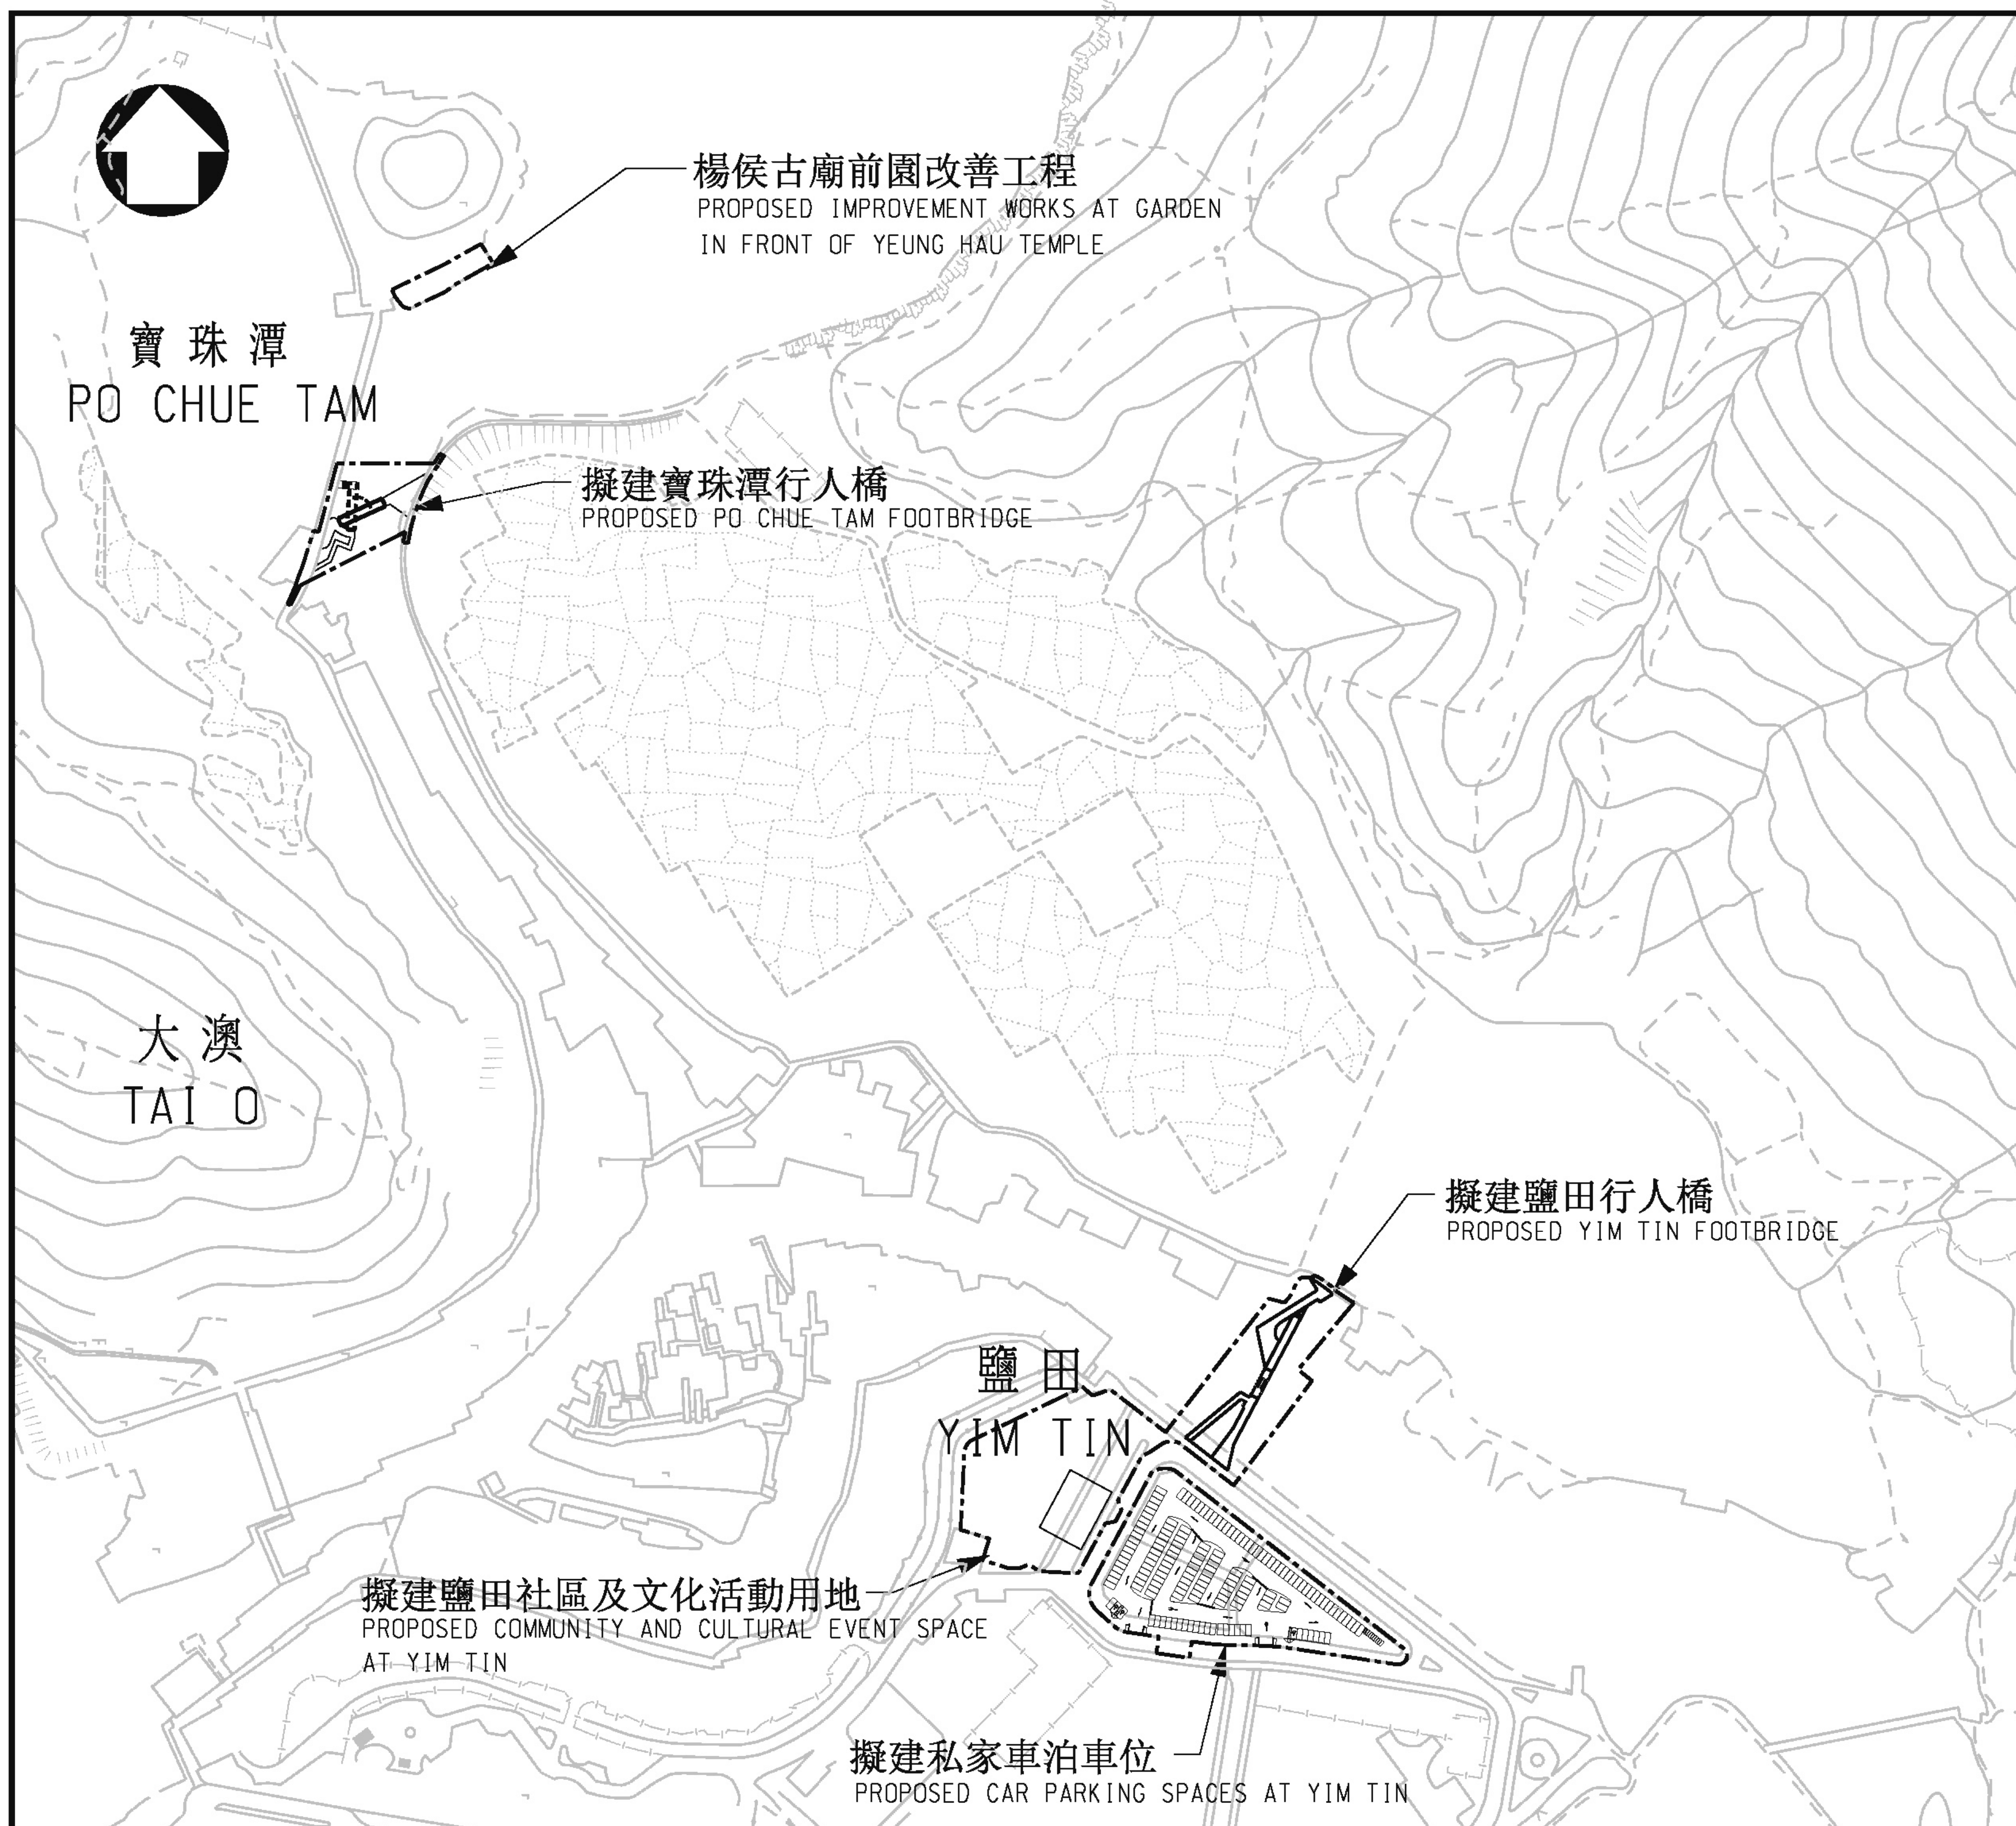 楊侯古廟前園改善工程
PROPOSED IMPROVEMENT WORKS AT GARDEN
IN FRONT OF YEUNG HAU TEMPLE
寶珠潭
PO CHUE TAM
擬建寶珠潭行人橋
PROPOSED PO CHUE TAM FOOTBRIDGE
大澳
TAI O
擬建鹽田行人橋
PROPOSED YIM TIN FOOTBRIDGE
鹽田
YIM TIN
擬建鹽田社區及文化活動用地
PROPOSED COMMUNITY AND CULTURAL EVENT SPACE
AT YIM TIN
擬建私家車泊車位
PROPOSED CAR PARKING SPACES AT YIM TIN